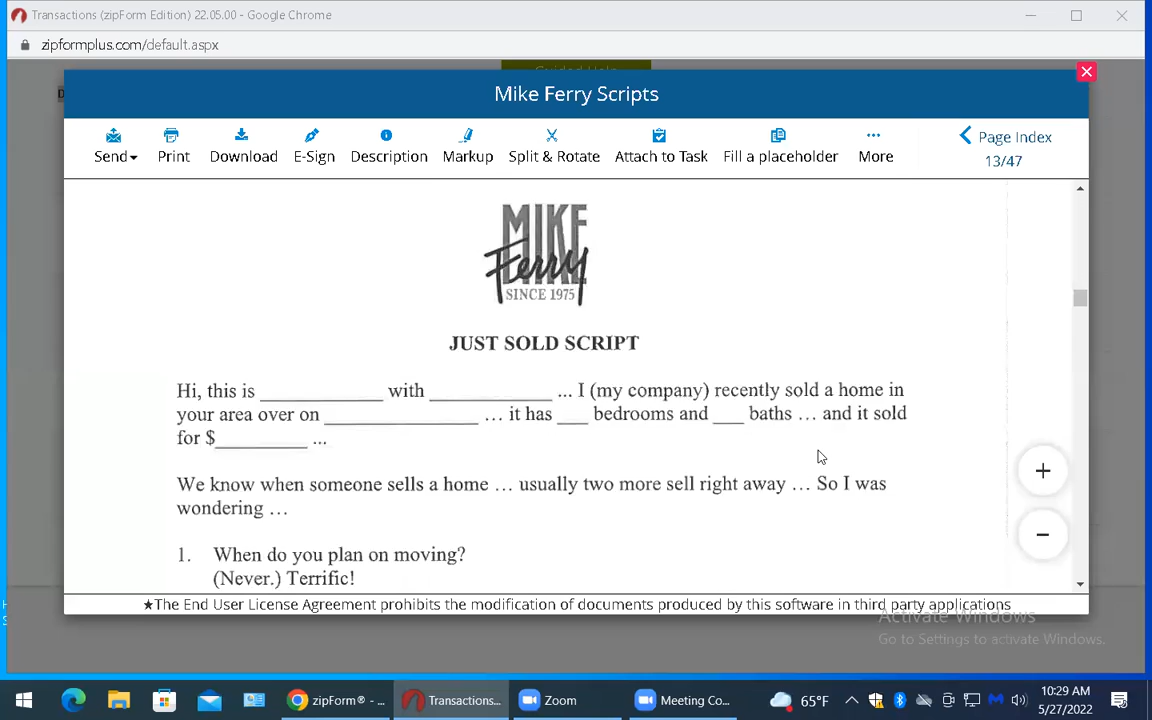 Transactions (zipForm Edition) 22.05.00 - Google Chrome
zipformplus.com/default.aspx
Guided Help
Mike Ferry Scripts
Send
Print
Download
E-Sign
Description
Markup
Split & Rotate
Attach to Task
Fill a placeholder
More
Page Index
13/47
MIKE
Ferry
SINCE 1975
JUST SOLD SCRIPT
Hi, this is ____________ with ____________ ... I (my company) recently sold a home in
your area over on _______________ ... it has ___ bedrooms and ___ baths ... and it sold
for $_________ ...
We know when someone sells a home ... usually two more sell right away ... So I was
wondering ...
1. When do you plan on moving?
(Never.) Terrific!
★The End User License Agreement prohibits the modification of documents produced by this software in third party applications
Activate Windows
Go to Settings to activate Windows.
zipForm® - ...
Transactions...
Zoom
Meeting Co...
65°F
10:29 AM
5/27/2022